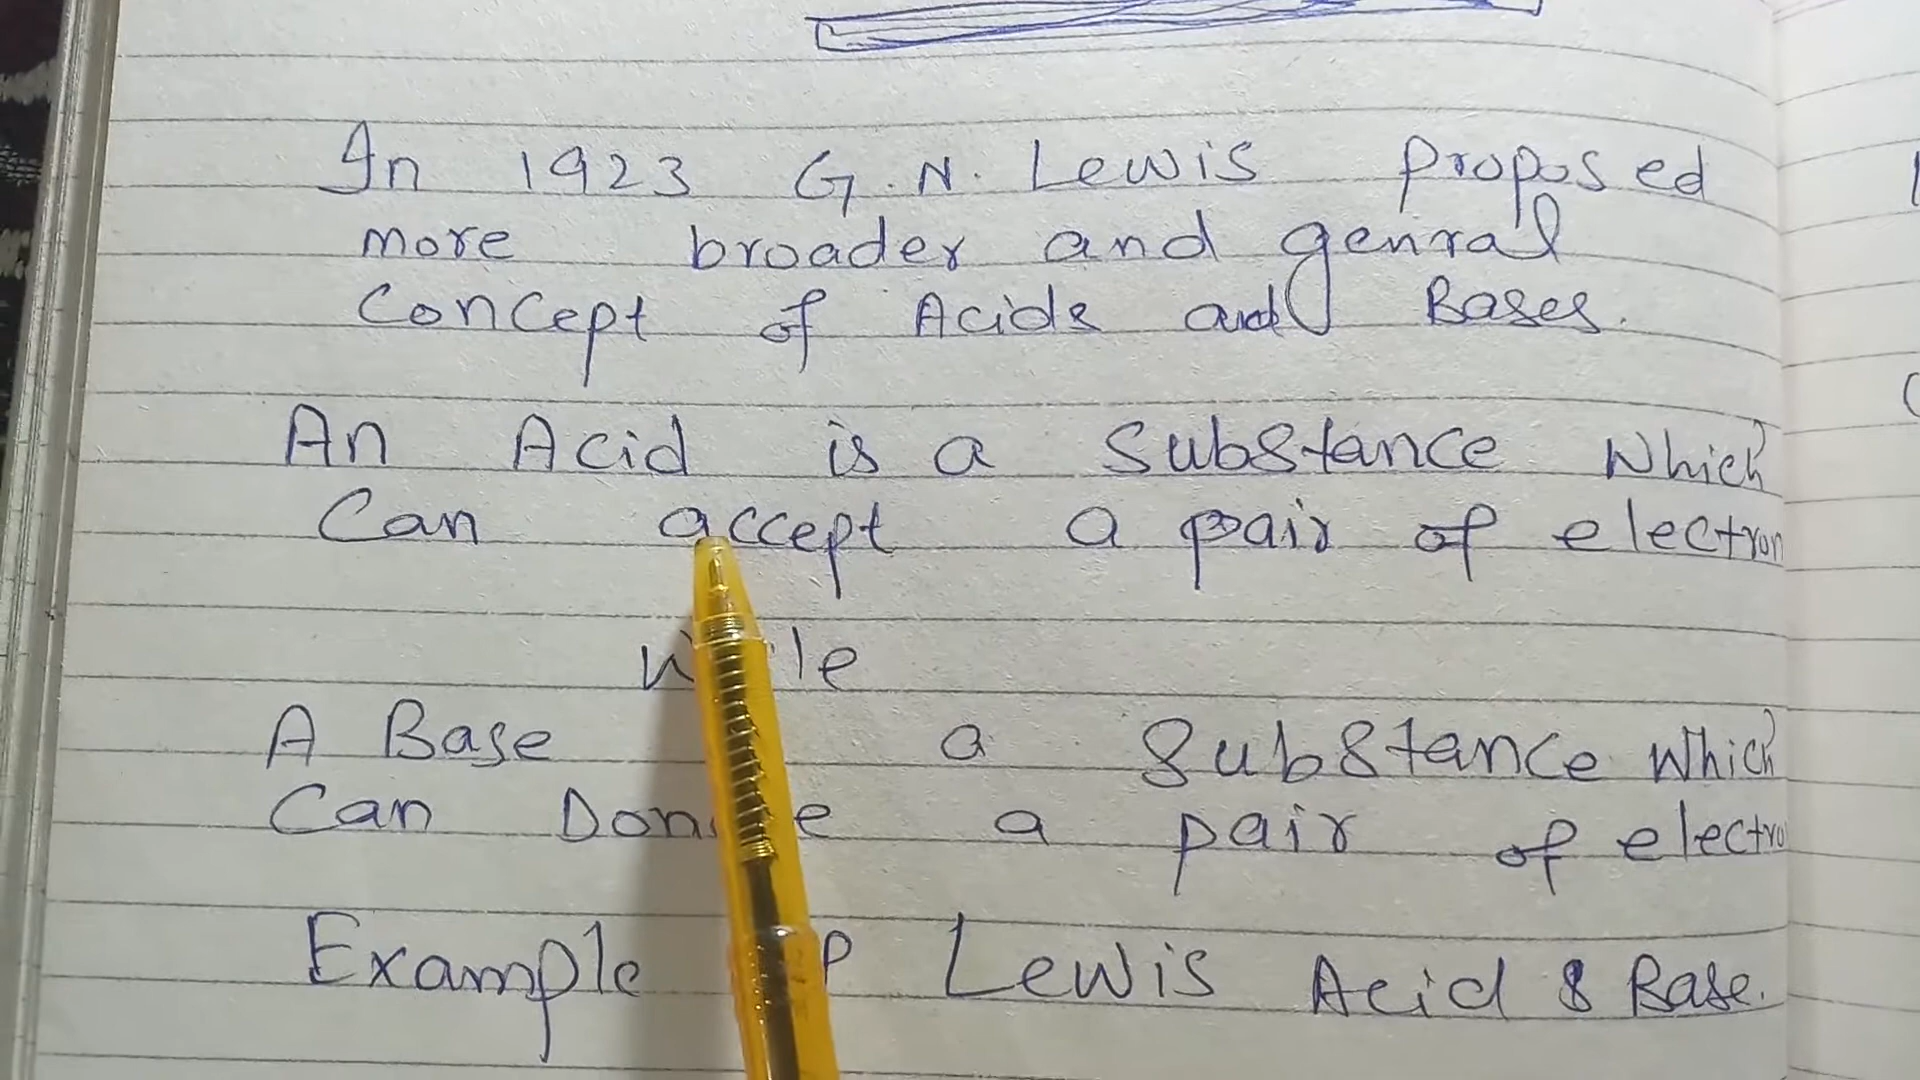 In 1923 G.N. Lewis proposed
more broader and genral
Concept of Acids and Bases.
An Acid is a Substance Which
Can accept a pair of electron
A Base a Substance Which
Can a pair of electro
Example Lewis Acid & Base.